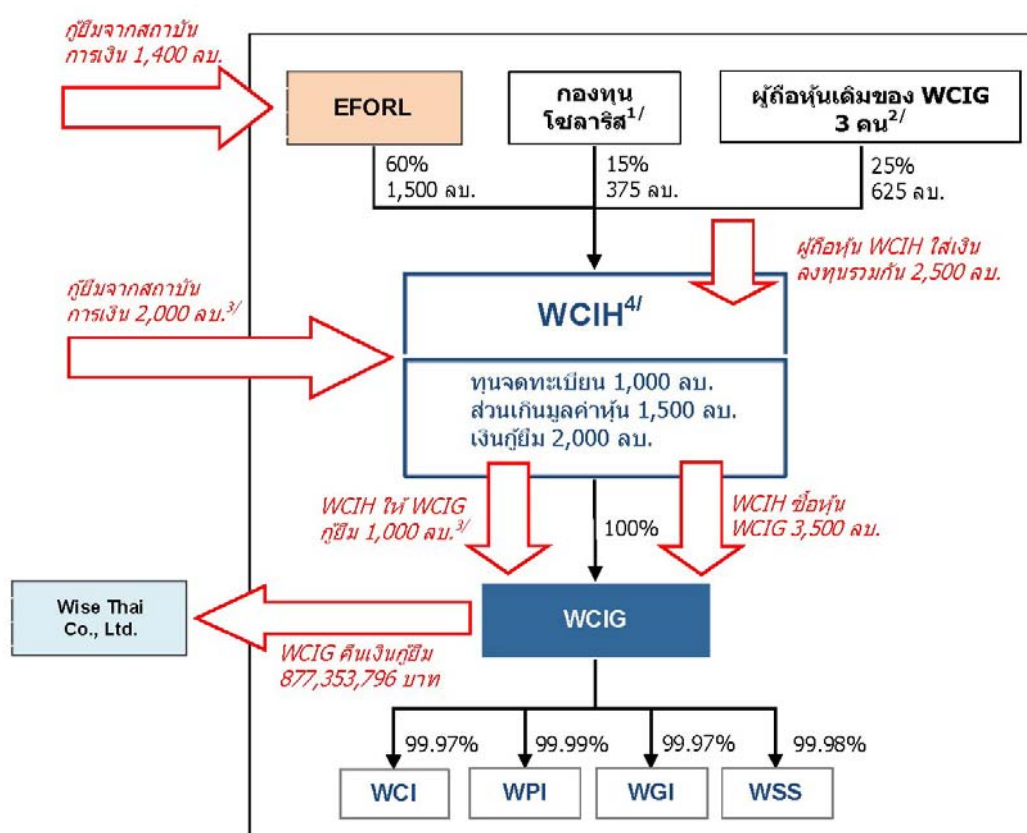 กู้ยืมจากสถาบัน
การเงิน 1,400 ลบ.
EFORL
กองทุน
โซลาริส1/
ผู้ถือหุ้นเดิมของ WCIG
3 คน2/
60%
1,500 ลบ.
15%
375 ลบ.
25%
625 ลบ.
ผู้ถือหุ้น WCIH ใส่เงิน
ลงทุนรวมกัน 2,500 ลบ.
กู้ยืมจากสถาบัน
การเงิน 2,000 ลบ.3/
WCIH4/
ทุนจดทะเบียน 1,000 ลบ.
ส่วนเกินมูลค่าหุ้น 1,500 ลบ.
เงินกู้ยืม 2,000 ลบ.
WCIH ให้ WCIG
กู้ยืม 1,000 ลบ.3/
100%
WCIH ซื้อหุ้น
WCIG 3,500 ลบ.
Wise Thai
Co., Ltd.
WCIG
WCIG คืนเงินกู้ยืม
877,353,796 บาท
99.97%
99.99%
99.97%
99.98%
WCI
WPI
WGI
WSS